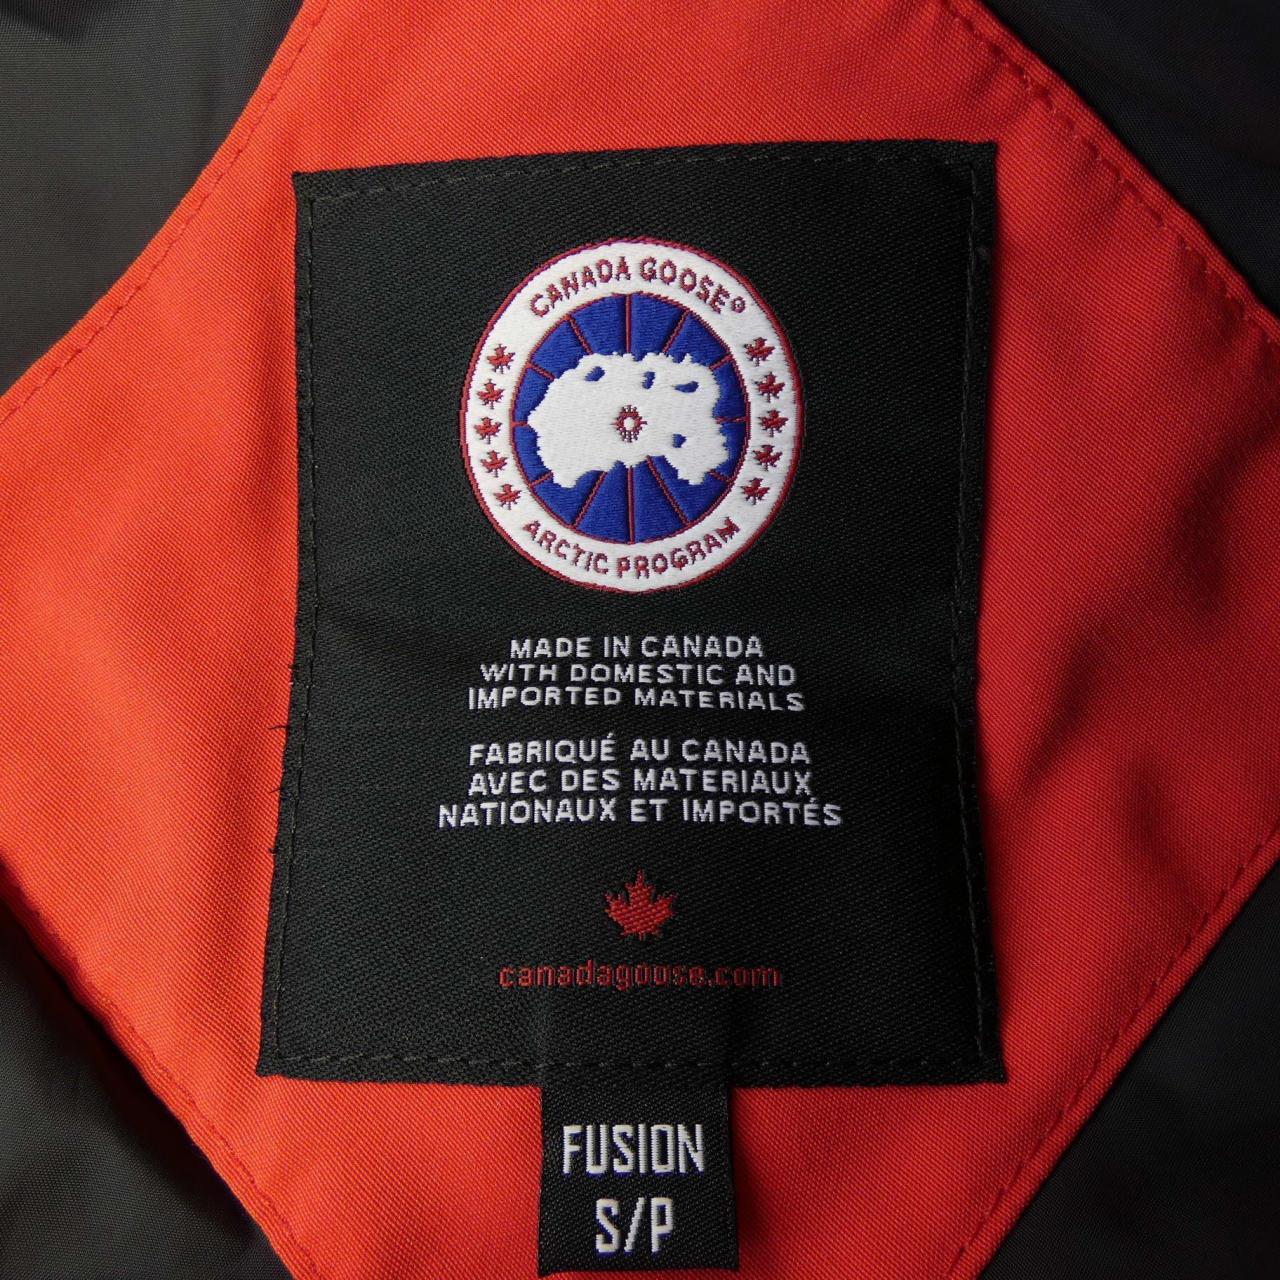 CANADA GOOSE®
ARCTIC PROGRAM
MADE IN CANADA
WITH DOMESTIC AND
IMPORTED MATERIALS
FABRIQUÉ AU CANADA
AVEC DES MATERIAUX
NATIONAUX ET IMPORTÉS
canadagoose.com
FUSION
S/P